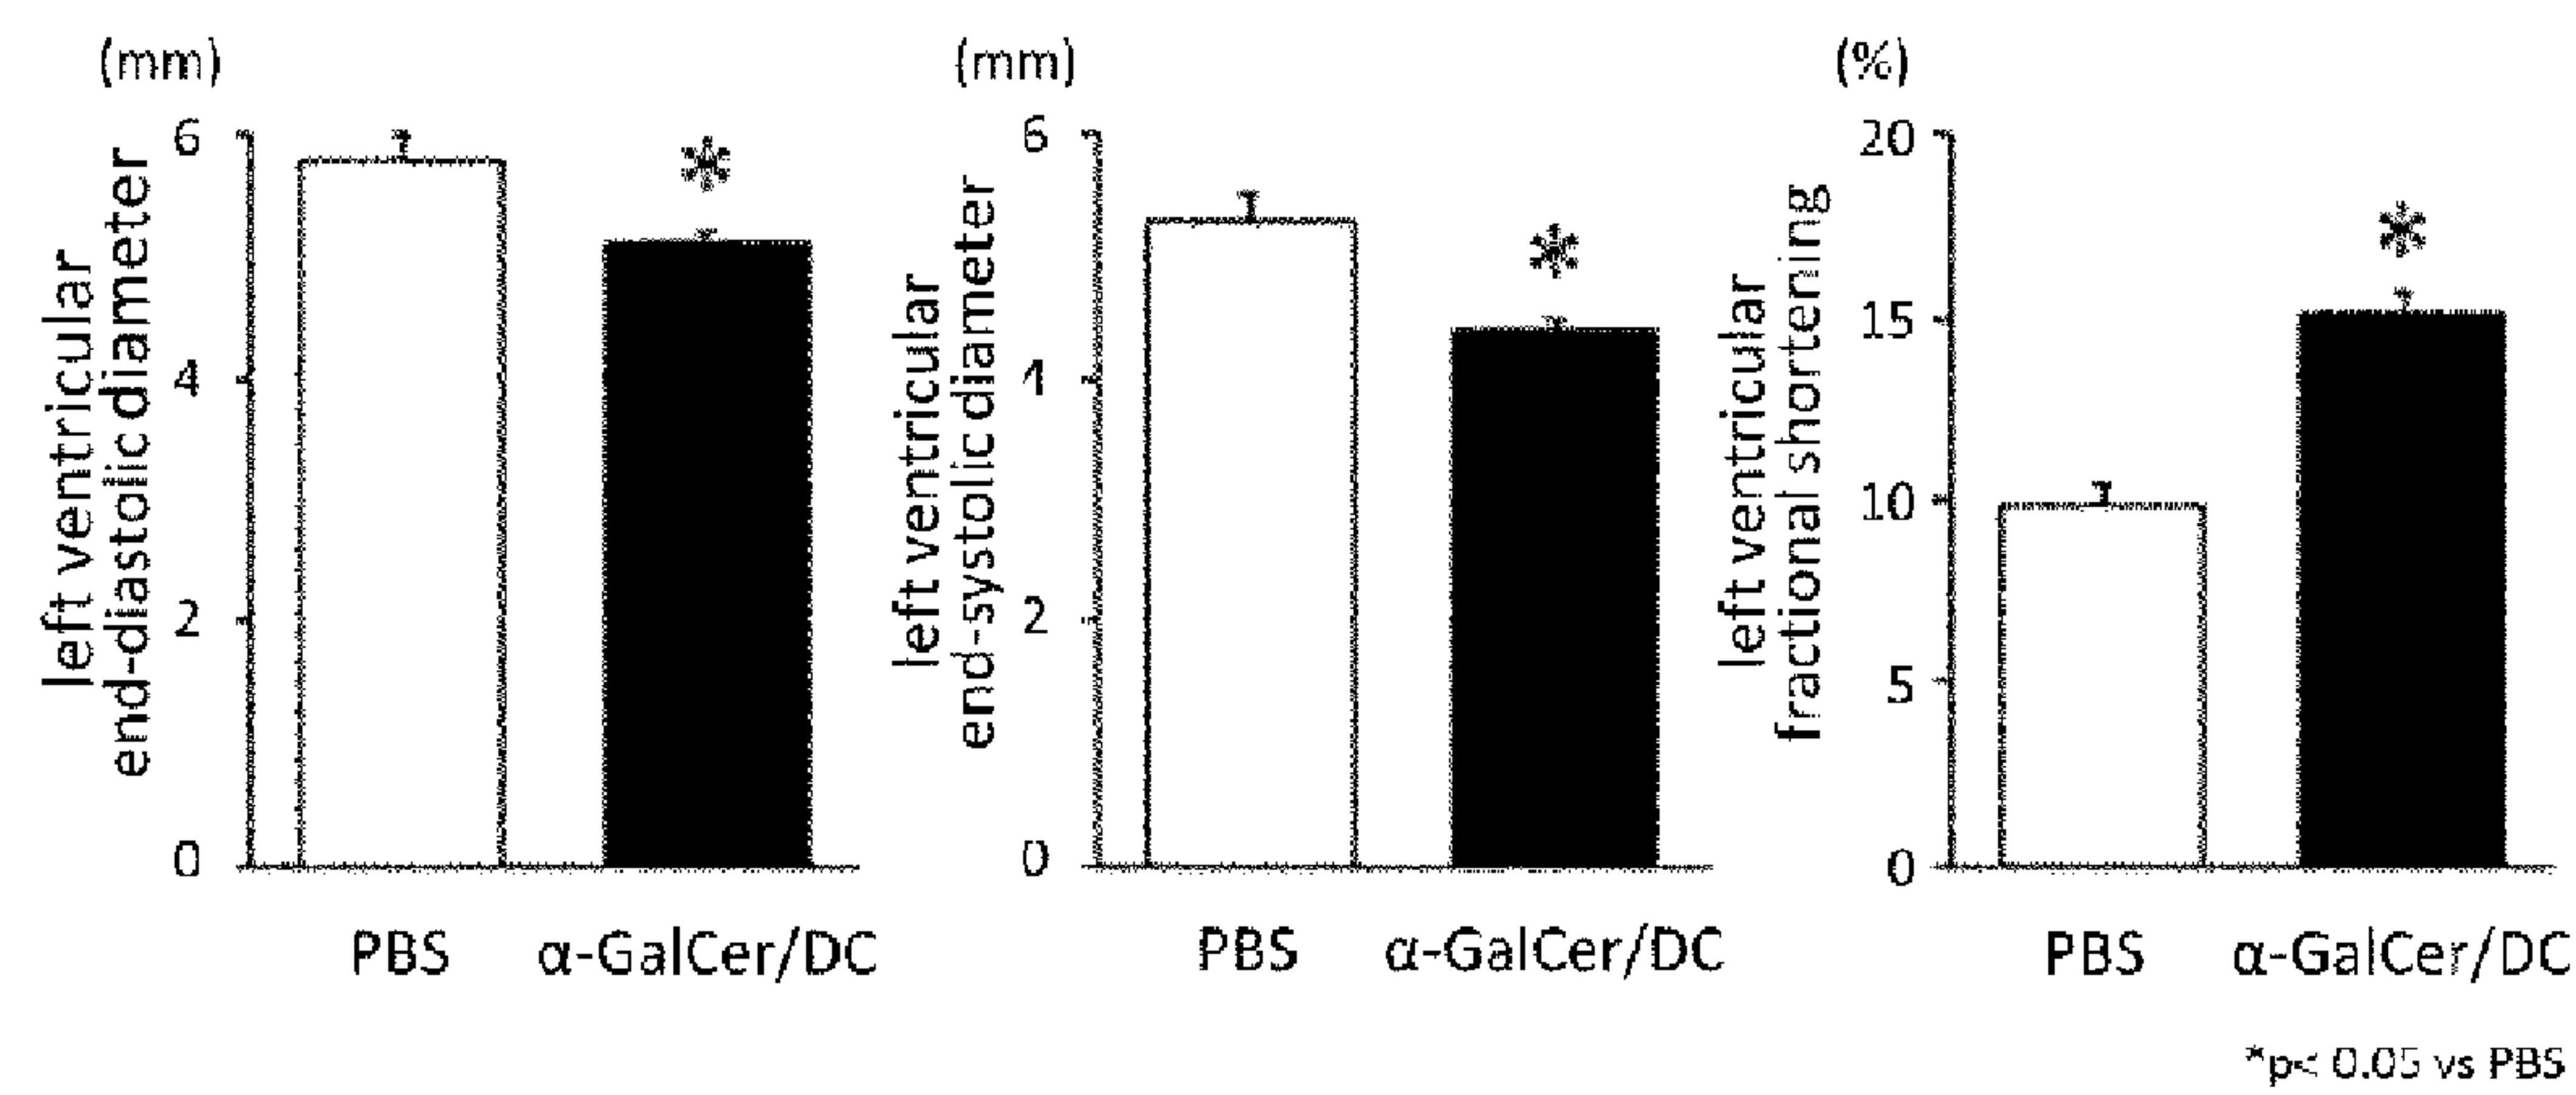 (mm)
left ventricular
end-diastolic diameter
6
4
2
0
PBS
α-GalCer/DC
*
(mm)
left ventricular
end-systolic diameter
6
4
2
0
PBS
α-GalCer/DC
*
(%)
left ventricular
fractional shortening
20
15
10
5
0
PBS
α-GalCer/DC
*
*p< 0.05 vs PBS